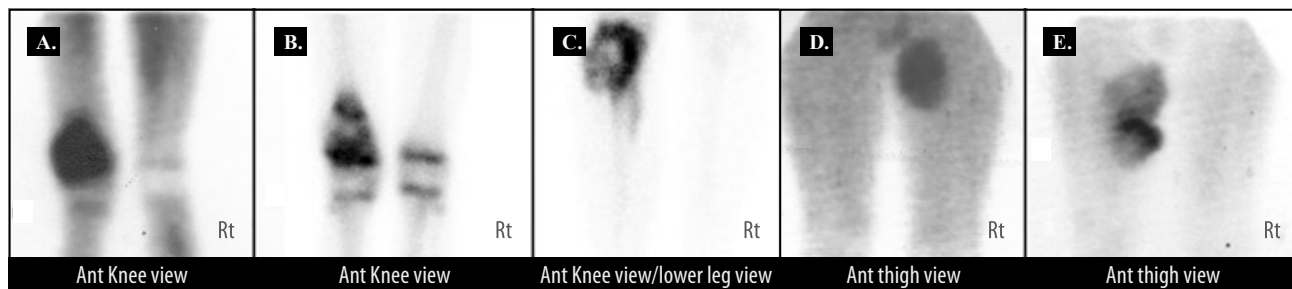 A.
Rt
Ant Knee view
B.
Rt
Ant Knee view
C.
Rt
Ant Knee view/lower leg view
D.
Rt
Ant thigh view
E.
Rt
Ant thigh view